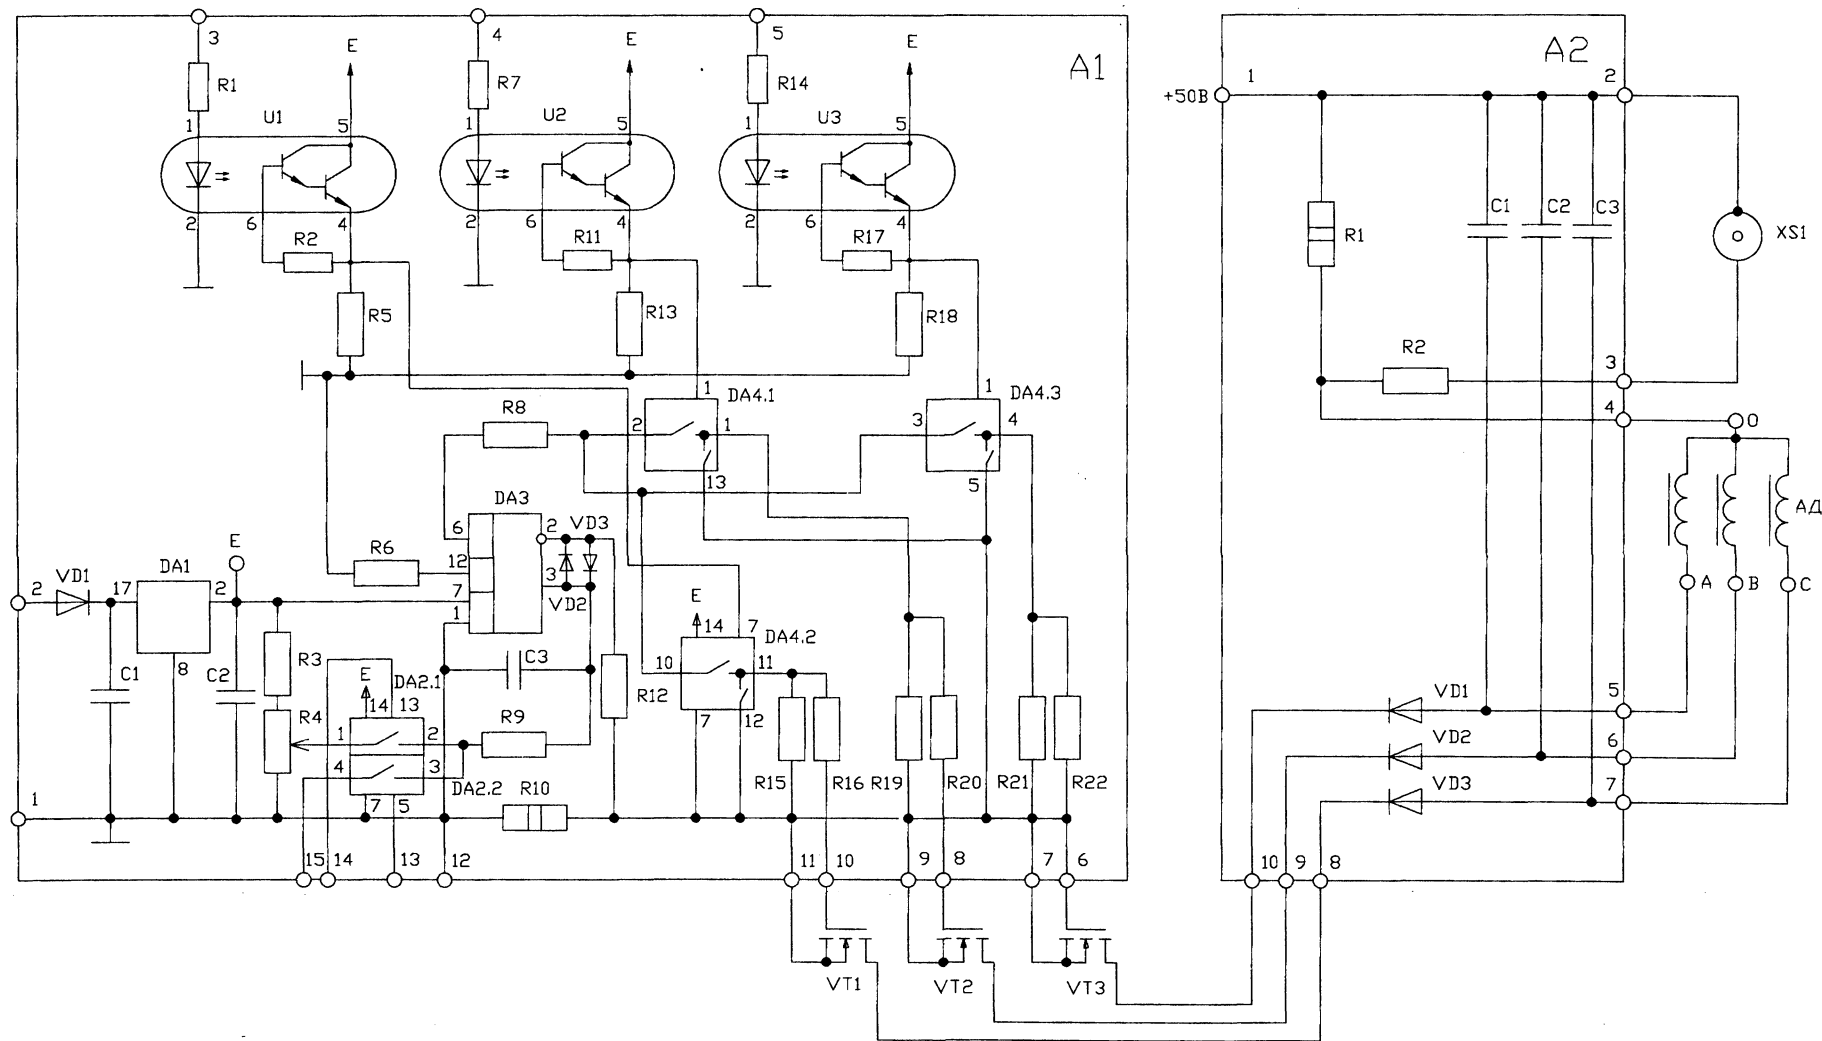 3
4
5
E
E
E
A1
R1
R7
R14
U1
U2
U3
1
5
1
5
1
5
2
6
4
2
6
4
2
6
4
R2
R11
R17
R5
R13
R18
1
DA4.1
1
DA4.3
R8
2
1
3
4
13
5
DA3
6
2
VD3
E
R6
12
3
VD2
7
1
2
VD1
17
DA1
2
8
E
14
7
DA4.2
C1
C2
R3
E
DA2.1
C3
10
11
R12
14
13
R4
1
2
R9
7
12
4
3
DA2.2
7
5
R10
R15
R16
R19
R20
R21
R22
1
15
14
13
12
11
10
9
8
7
6
VT1
VT2
VT3
A2
+50В
1
2
R1
C1
C2
C3
XS1
R2
3
4
О
АД
А
В
С
VD1
5
VD2
6
VD3
7
10
9
8